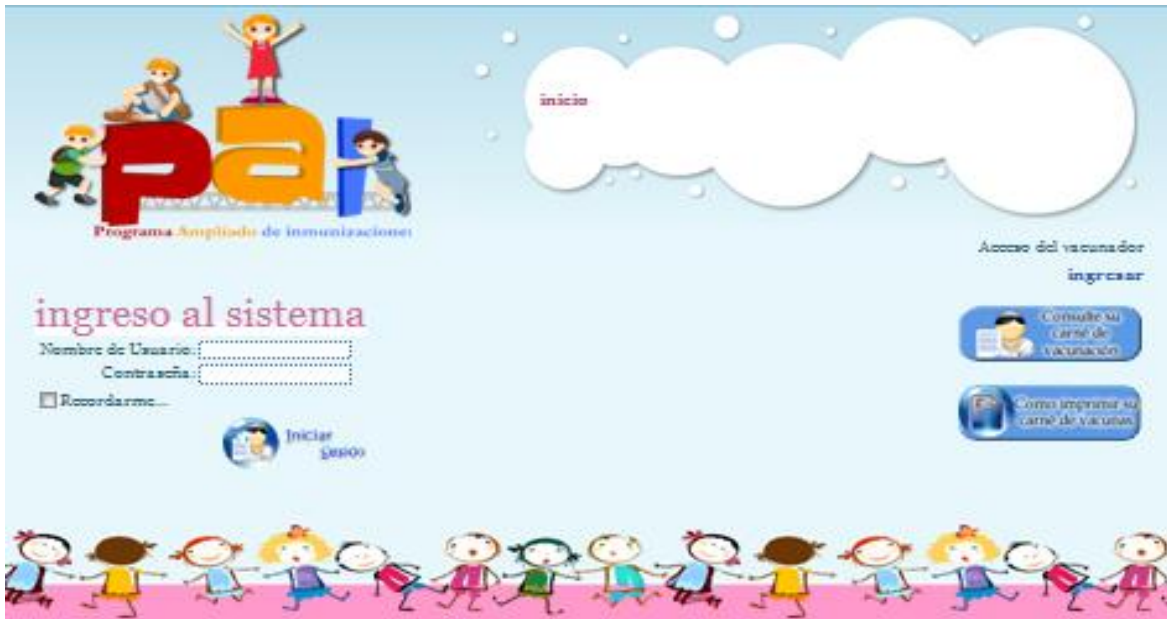 pai
Programa Ampliado de inmunizaciones
inicio
Acceso del vacunador
ingresar
ingreso al sistema
Nombre de Usuario:
Contraseña:
Recordarme...
Iniciar
Consulte su
carné de
vacunación
Como imprimir su
carné de vacunas